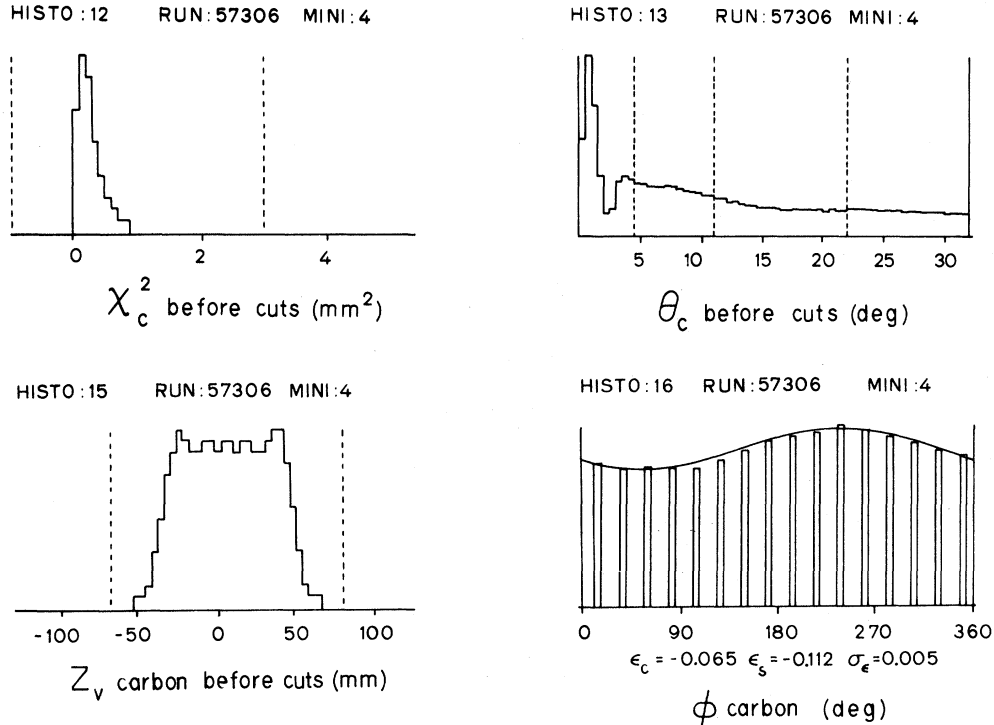 HISTO:12 RUN:57306 MINI:4
0 2 4
χ_c^2 before cuts (mm^2)
HISTO:13 RUN:57306 MINI:4
5 10 15 20 25 30
θ_c before cuts (deg)
HISTO:15 RUN:57306 MINI:4
-100 -50 0 50 100
Z_v carbon before cuts (mm)
HISTO:16 RUN:57306 MINI:4
0 90 180 270 360
ϵ_c = -0.065 ϵ_s = -0.112 σ_ϵ = 0.005
ϕ carbon (deg)